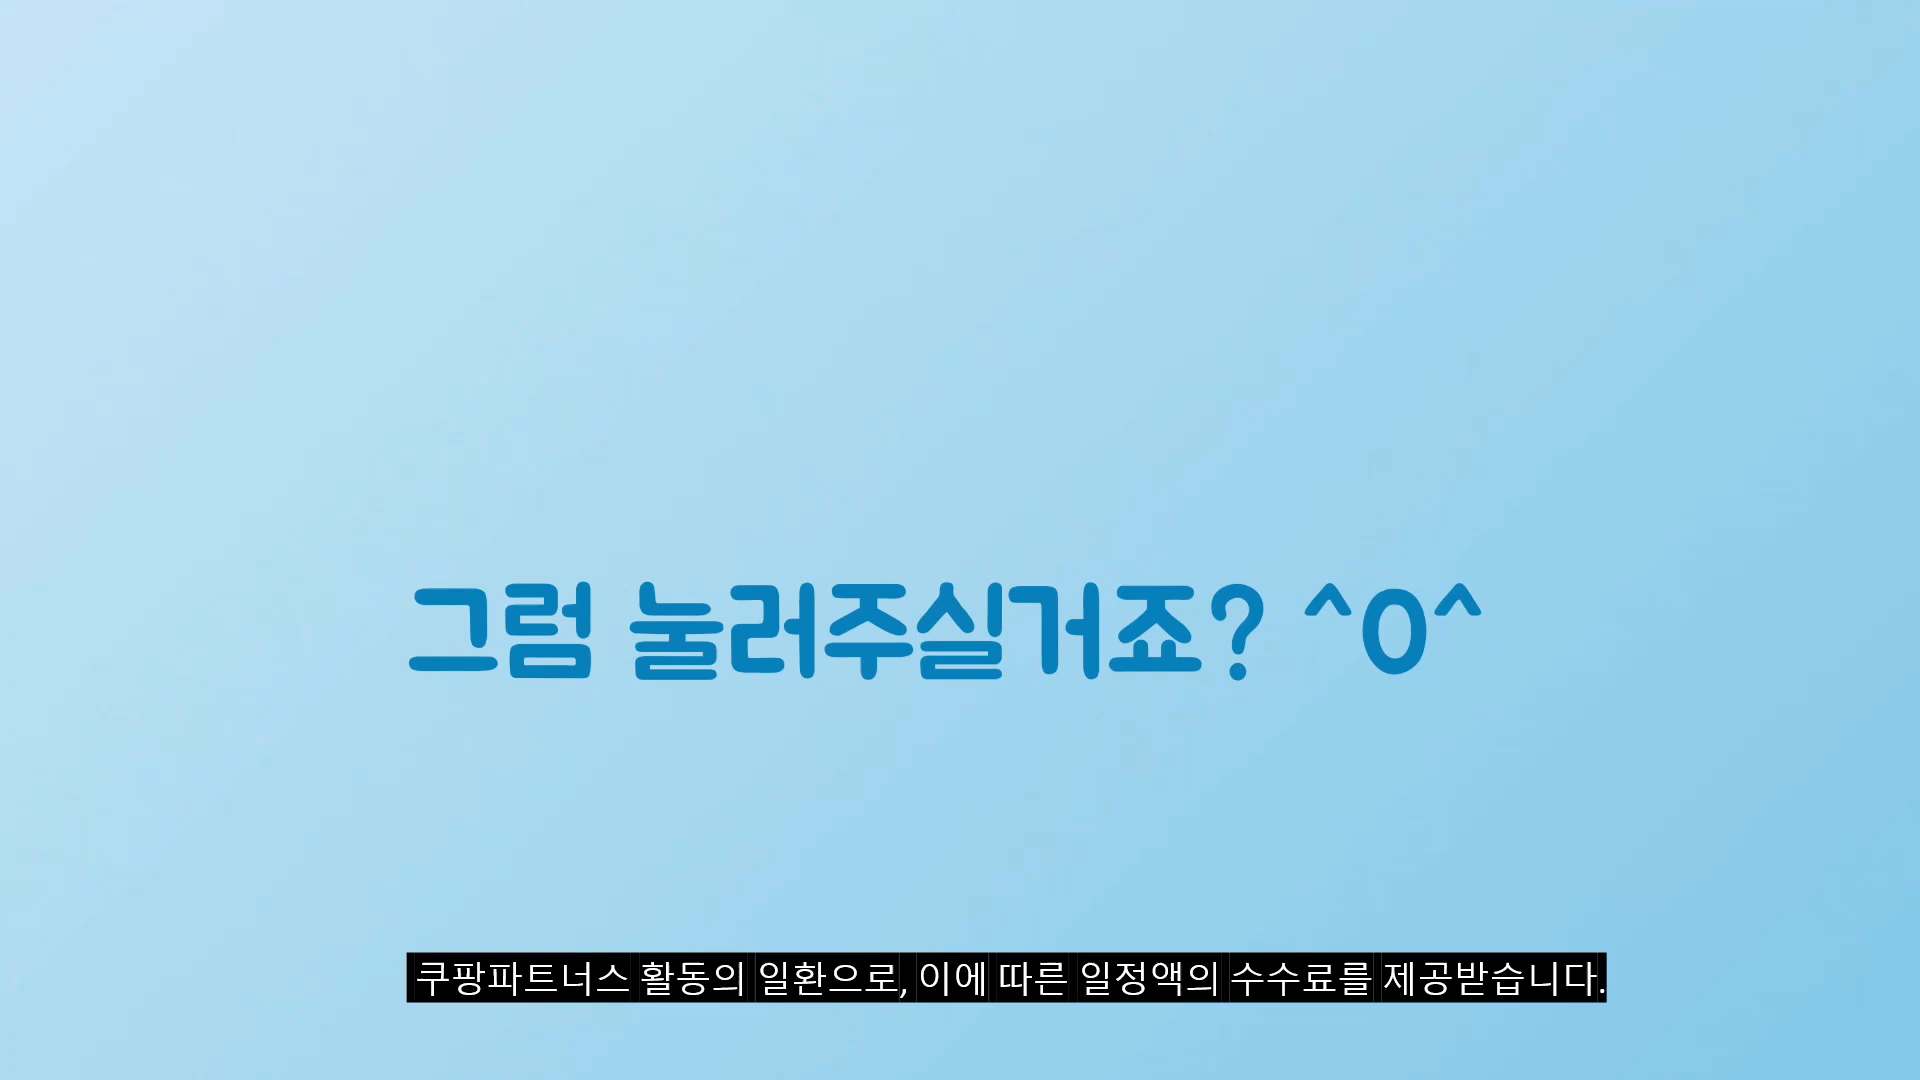 그럼 눌러주실거죠? ^0^
쿠팡파트너스 활동의 일환으로, 이에 따른 일정액의 수수료를 제공받습니다.